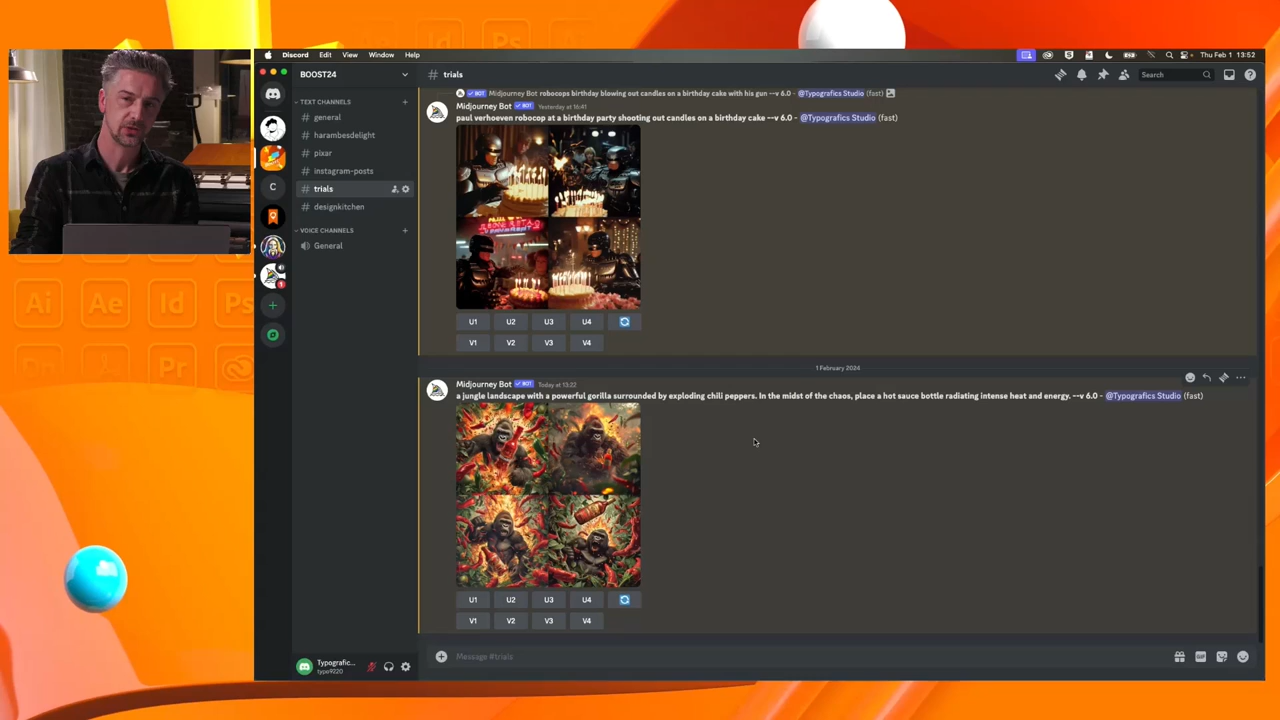 Discord Edit View Window Help
Thu Feb 1 13:52
BOOST24
# trials
Search
TEXT CHANNELS
# general
# harambesdelight
# pixar
# instagram-posts
# trials
# designkitchen
VOICE CHANNELS
General
C
1
BOT Midjourney Bot robocops birthday blowing out candles on a birthday cake with his gun --v 6.0 - @Typografics Studio (fast)
Midjourney Bot BOT Yesterday at 16:41
paul verhoeven robocop at a birthday party shooting out candles on a birthday cake --v 6.0 - @Typografics Studio (fast)
U1 U2 U3 U4
V1 V2 V3 V4
1 February 2024
Midjourney Bot BOT Today at 13:22
a jungle landscape with a powerful gorilla surrounded by exploding chili peppers. In the midst of the chaos, place a hot sauce bottle radiating intense heat and energy. --v 6.0 - @Typografics Studio (fast)
U1 U2 U3 U4
V1 V2 V3 V4
Typografic...
typo9220
Message #trials
GIF
Ai Ae Id Ps
Pr